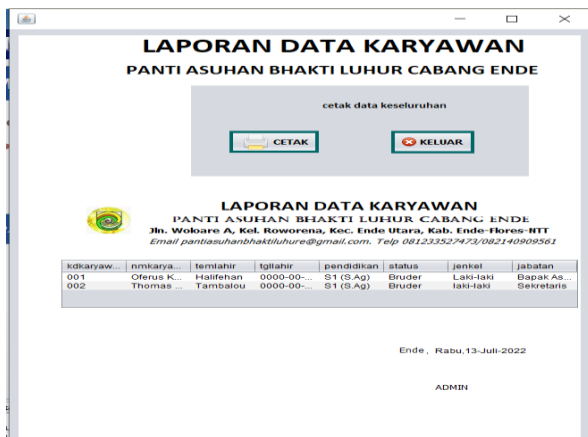 LAPORAN DATA KARYAWAN
PANTI ASUHAN BHAKTI LUHUR CABANG ENDE
cetak data keseluruhan
CETAK KELUAR
LAPORAN DATA KARYAWAN
PANTI ASUHAN BHAKTI LUHUR CABANG ENDE
Jln. Woloare A, Kel. Roworena, Kec. Ende Utara, Kab. Ende-Flores-NTT
Email pantiasuhanbhaktiluhure@gmail.com. Telp 081233527473/082140909561
kdkaryaw... nmkarya... temlahir tgllahir pendidikan status jenkel jabatan
001 Oferus K... Halifehan 0000-00-... S1 (S.Ag) Bruder Laki-laki Bapak As...
002 Thomas ... Tambalou 0000-00-... S1 (S.Ag) Bruder laki-laki Sekretaris
Ende, Rabu,13-Juli-2022
ADMIN